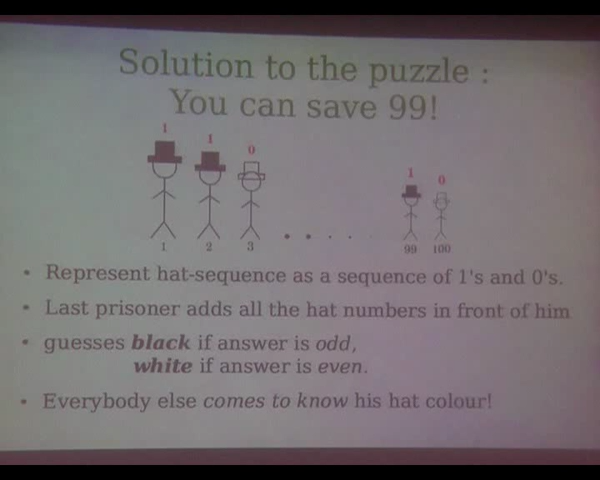 Solution to the puzzle :
You can save 99!
1 1 0 1 0
1 2 3 99 100
• Represent hat-sequence as a sequence of 1's and 0's.
• Last prisoner adds all the hat numbers in front of him
• guesses black if answer is odd,
white if answer is even.
• Everybody else comes to know his hat colour!